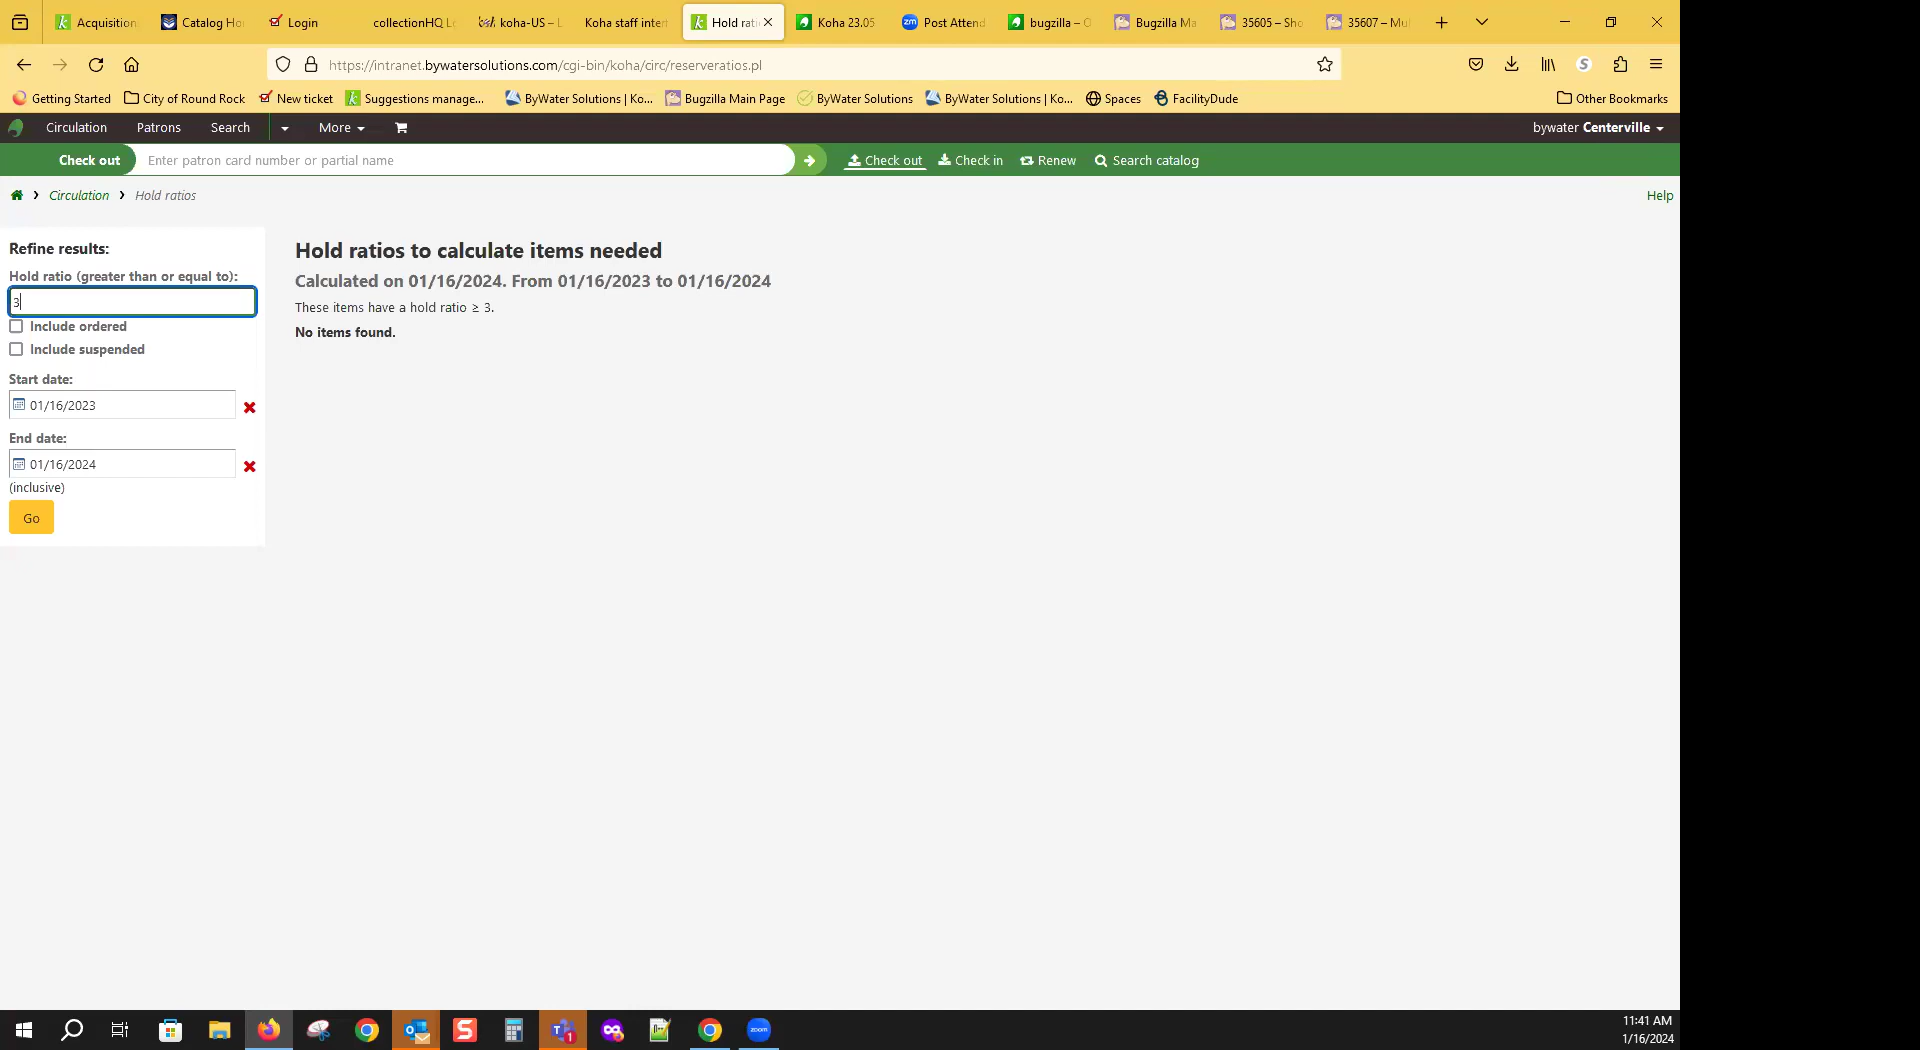 Acquisition
Catalog Ho
Login
collectionHQ Lo
koha-US – L
Koha staff inter
Hold rati
Koha 23.05
Post Attend
bugzilla – O
Bugzilla Ma
35605 – Sho
35607 – Mul
https://intranet.bywatersolutions.com/cgi-bin/koha/circ/reserveratios.pl
Getting Started
City of Round Rock
New ticket
Suggestions manage...
ByWater Solutions | Ko...
Bugzilla Main Page
ByWater Solutions
ByWater Solutions | Ko...
Spaces
FacilityDude
Other Bookmarks
Circulation
Patrons
Search
More
bywater Centerville
Check out
Enter patron card number or partial name
Check out
Check in
Renew
Search catalog
Circulation
Hold ratios
Help
Refine results:
Hold ratio (greater than or equal to):
3
Include ordered
Include suspended
Start date:
01/16/2023
End date:
01/16/2024
(inclusive)
Go
Hold ratios to calculate items needed
Calculated on 01/16/2024. From 01/16/2023 to 01/16/2024
These items have a hold ratio ≥ 3.
No items found.
11:41 AM
1/16/2024